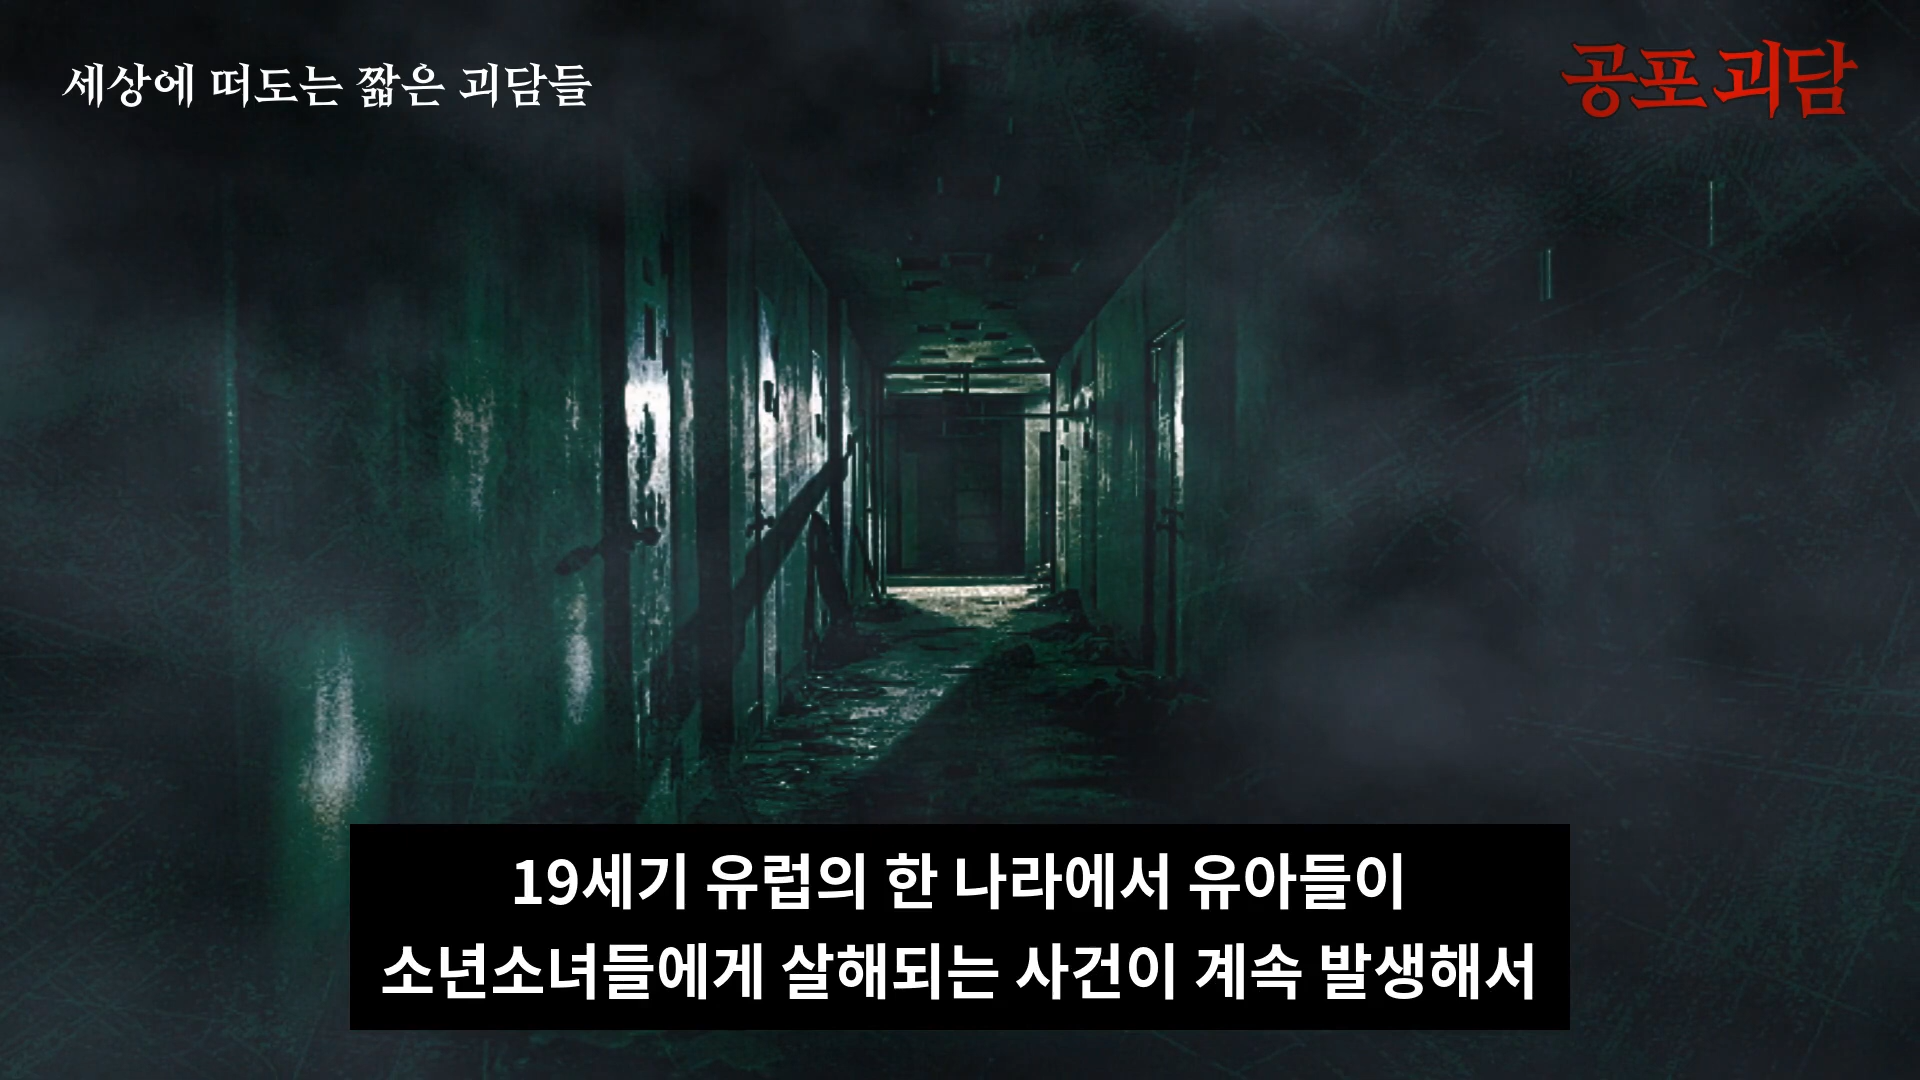 세상에 떠도는 짧은 괴담들
공포 괴담
19세기 유럽의 한 나라에서 유아들이
소년소녀들에게 살해되는 사건이 계속 발생해서